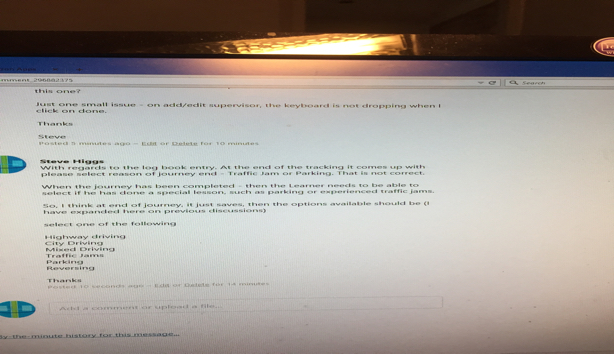 mment_296882375
Search
this one?
Just one small issue - on add/edit supervisor, the keyboard is not dropping when I
click on done.
Thanks
Steve
Posted 5 minutes ago - Edit or Delete for 10 minutes
Steve Higgs
With regards to the log book entry. At the end of the tracking it comes up with
please select reason of journey end - Traffic Jam or Parking. That is not correct.
When the journey has been completed - then the Learner needs to be able to
select if he has done a special lesson, such as parking or experienced traffic jams.
So, I think at end of journey, it just saves, then the options available should be (I
have expanded here on previous discussions)
select one of the following
Highway driving
City Driving
Mixed Driving
Traffic Jams
Parking
Reversing
Thanks
Posted 10 seconds ago - Edit or Delete for 14 minutes
Add a comment or upload a file...
by-the-minute history for this message...